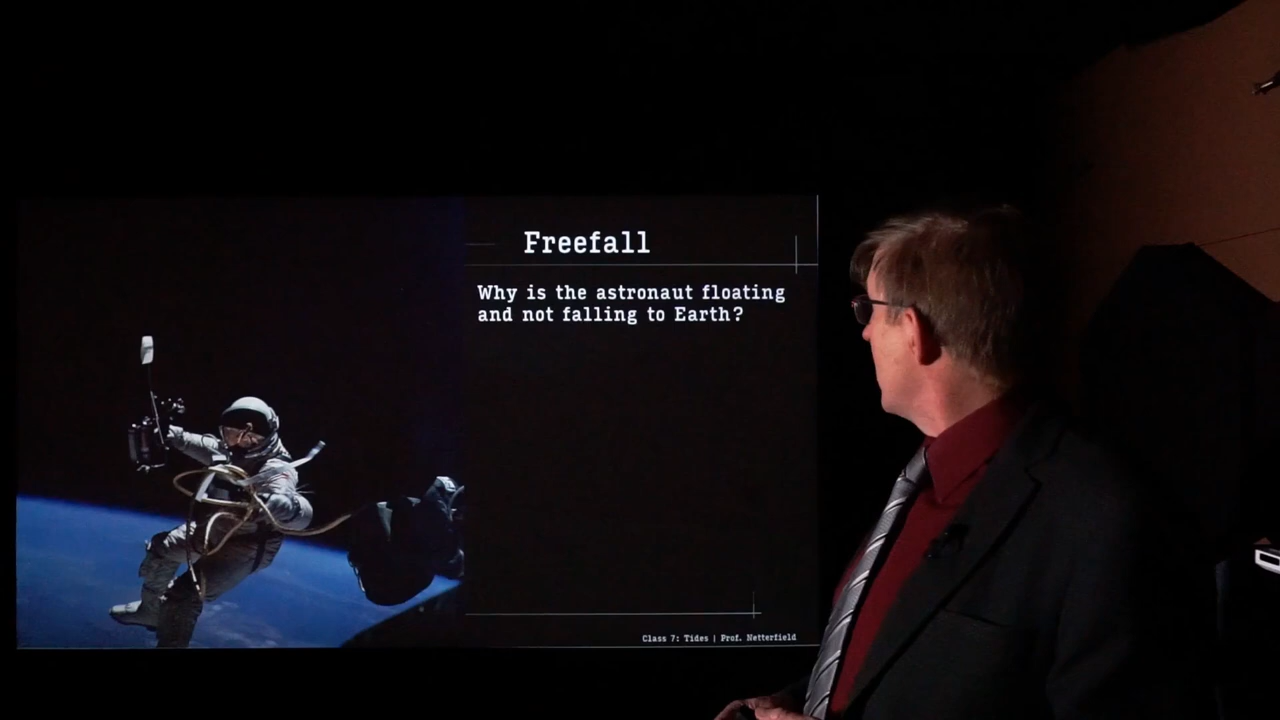 Freefall
Why is the astronaut floating
and not falling to Earth?
Class 7: Tides | Prof. Netterfield